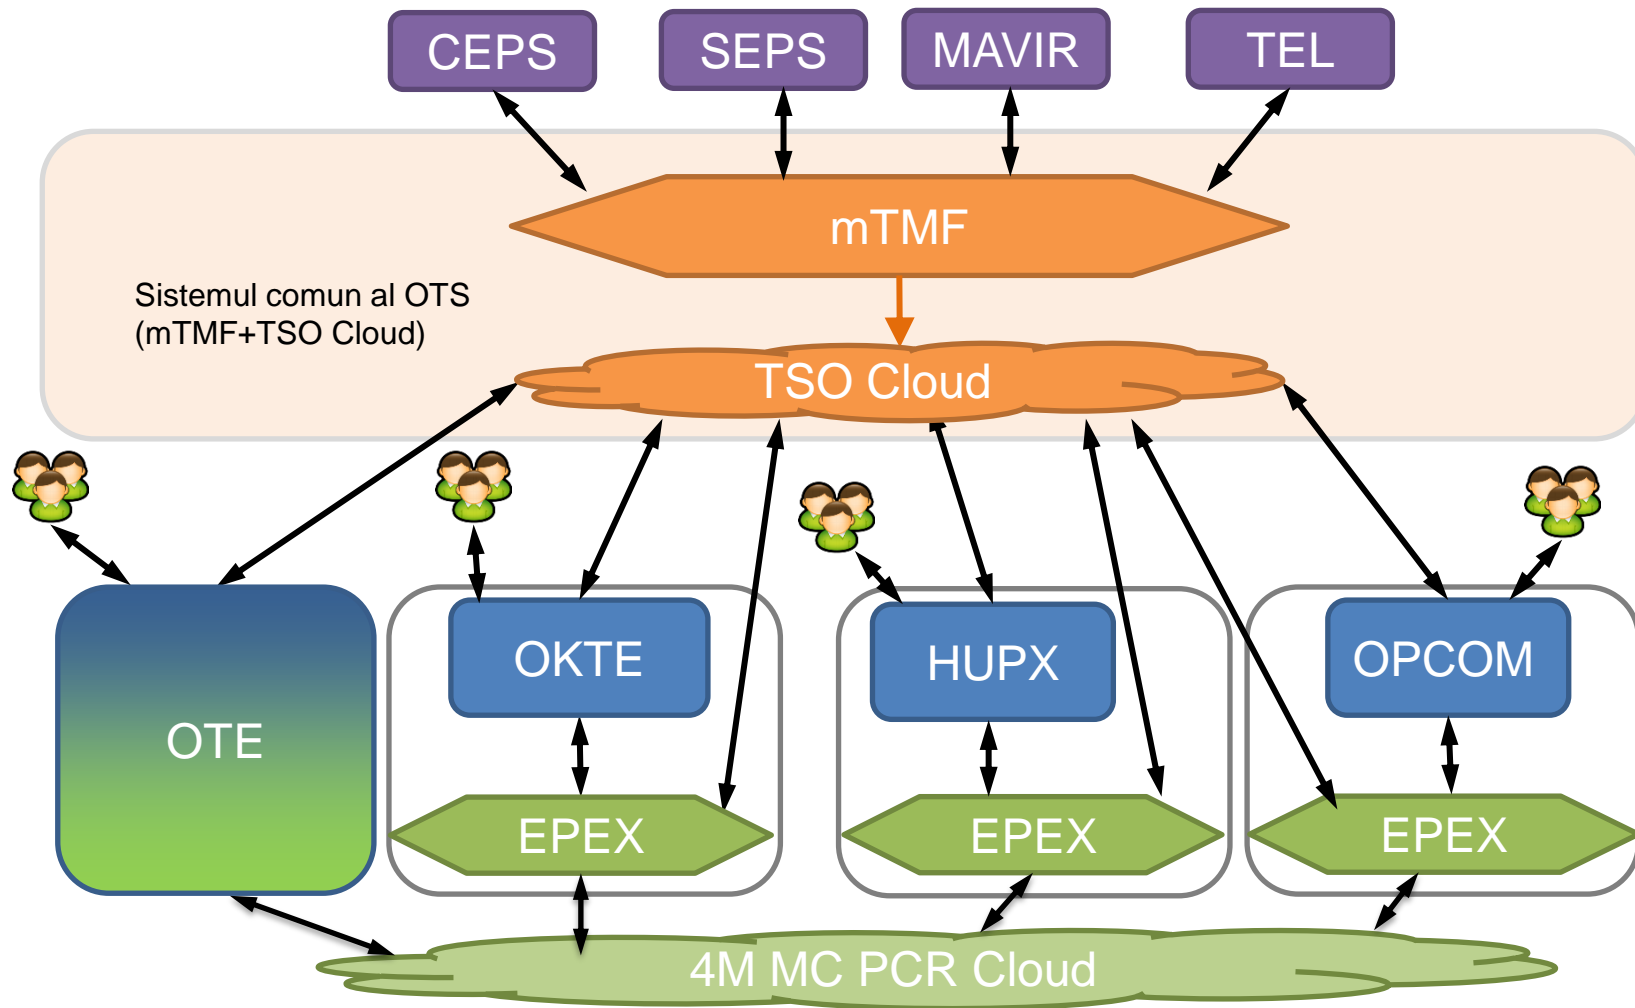 CEPS
SEPS
MAVIR
TEL
mTMF
Sistemul comun al OTS
(mTMF+TSO Cloud)
TSO Cloud
OKTE
HUPX
OPCOM
OTE
EPEX
EPEX
EPEX
4M MC PCR Cloud